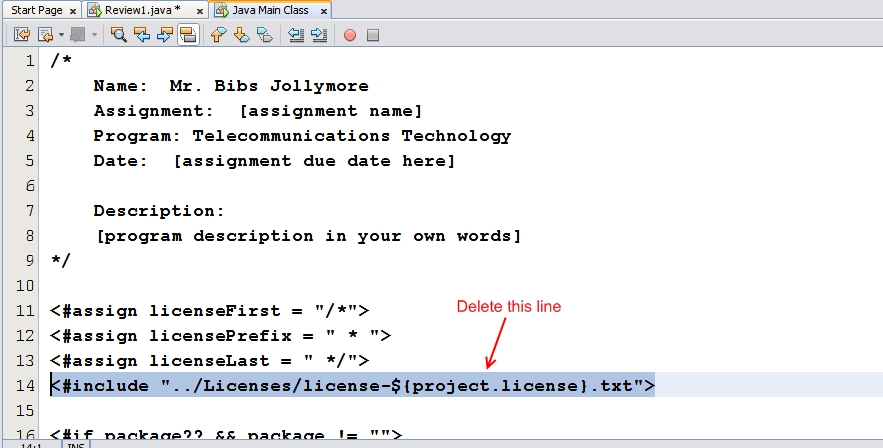 Start Page x Review1.java * x Java Main Class x
1 /*
2 Name: Mr. Bibs Jollymore
3 Assignment: [assignment name]
4 Program: Telecommunications Technology
5 Date: [assignment due date here]
6
7 Description:
8 [program description in your own words]
9 */
10
11 <#assign licenseFirst = "/*">
Delete this line
12 <#assign licensePrefix = " * ">
13 <#assign licenseLast = " */">
14 <#include "../Licenses/license-${project.license}.txt">
15
16 <#if package?? && package != "">
14:1 INS